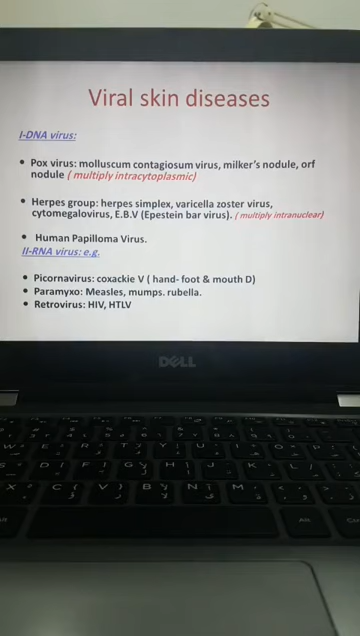 Viral skin diseases
I-DNA virus:
• Pox virus: molluscum contagiosum virus, milker's nodule, orf
nodule ( multiply intracytoplasmic)
• Herpes group: herpes simplex, varicella zoster virus,
cytomegalovirus, E.B.V (Epestein bar virus). ( multiply intranuclear)
• Human Papilloma Virus.
II-RNA virus: e.g.
• Picornavirus: coxackie V ( hand- foot & mouth D)
• Paramyxo: Measles, mumps. rubella.
• Retrovirus: HIV, HTLV
DELL
W E R T Y U I O P
S D F G H J K L
X C V B N M
Alt